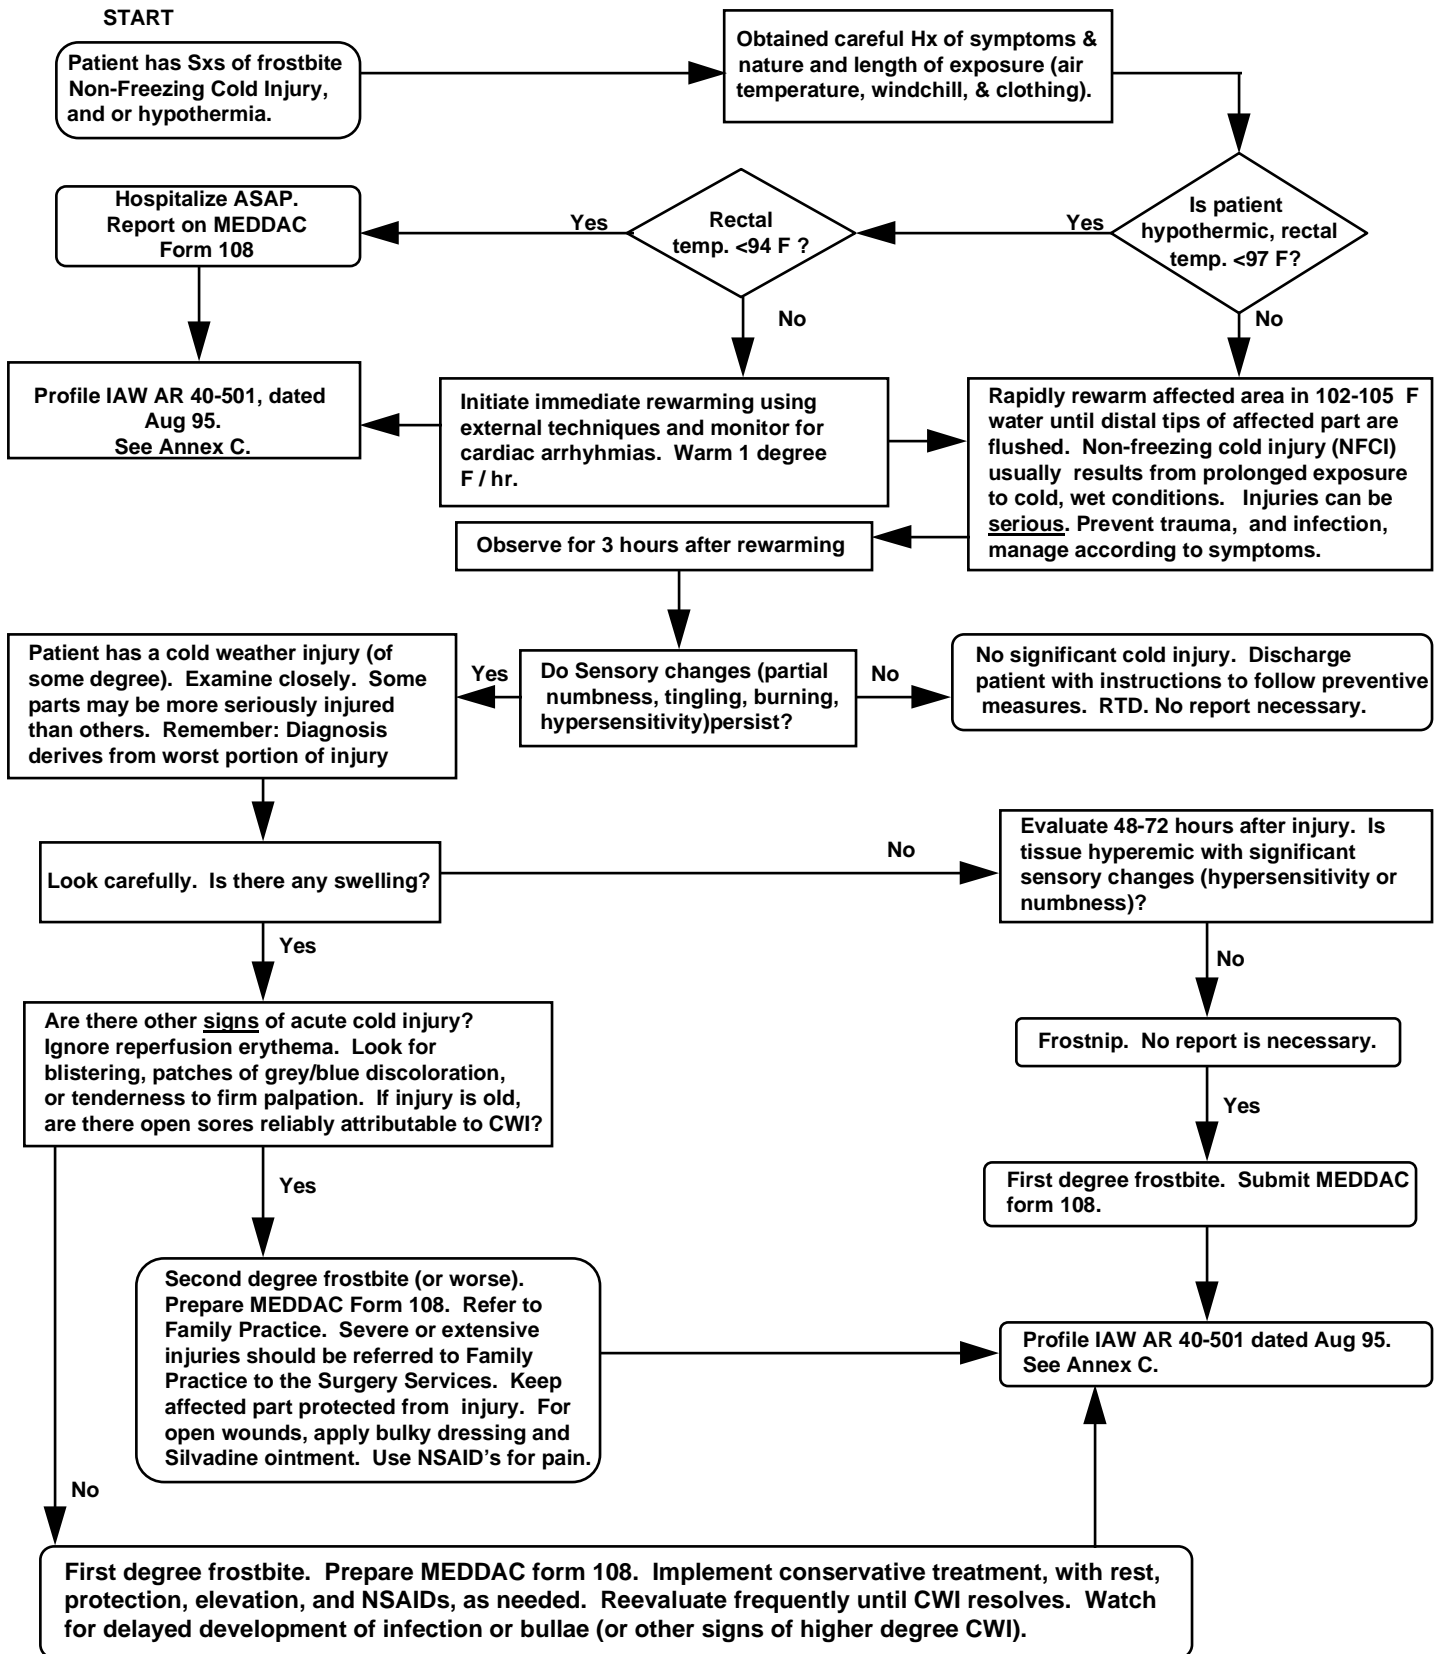 START
Patient has Sxs of frostbite
Non-Freezing Cold Injury,
and or hypothermia.
Obtained careful Hx of symptoms &
nature and length of exposure (air
temperature, windchill, & clothing).
Hospitalize ASAP.
Report on MEDDAC
Form 108
Yes
Rectal
temp. <94 F ?
Yes
Is patient
hypothermic, rectal
temp. <97 F?
No
No
Profile IAW AR 40-501, dated
Aug 95.
See Annex C.
Initiate immediate rewarming using
external techniques and monitor for
cardiac arrhyhmias. Warm 1 degree
F / hr.
Rapidly rewarm affected area in 102-105 F
water until distal tips of affected part are
flushed. Non-freezing cold injury (NFCI)
usually results from prolonged exposure
to cold, wet conditions. Injuries can be
serious. Prevent trauma, and infection,
manage according to symptoms.
Observe for 3 hours after rewarming
Patient has a cold weather injury (of
some degree). Examine closely. Some
parts may be more seriously injured
than others. Remember: Diagnosis
derives from worst portion of injury
Yes
Do Sensory changes (partial
numbness, tingling, burning,
hypersensitivity)persist?
No
No significant cold injury. Discharge
patient with instructions to follow preventive
measures. RTD. No report necessary.
Look carefully. Is there any swelling?
No
Evaluate 48-72 hours after injury. Is
tissue hyperemic with significant
sensory changes (hypersensitivity or
numbness)?
Yes
No
Are there other signs of acute cold injury?
Ignore reperfusion erythema. Look for
blistering, patches of grey/blue discoloration,
or tenderness to firm palpation. If injury is old,
are there open sores reliably attributable to CWI?
Frostnip. No report is necessary.
Yes
Yes
First degree frostbite. Submit MEDDAC
form 108.
Second degree frostbite (or worse).
Prepare MEDDAC Form 108. Refer to
Family Practice. Severe or extensive
injuries should be referred to Family
Practice to the Surgery Services. Keep
affected part protected from injury. For
open wounds, apply bulky dressing and
Silvadine ointment. Use NSAID's for pain.
Profile IAW AR 40-501 dated Aug 95.
See Annex C.
No
First degree frostbite. Prepare MEDDAC form 108. Implement conservative treatment, with rest,
protection, elevation, and NSAIDs, as needed. Reevaluate frequently until CWI resolves. Watch
for delayed development of infection or bullae (or other signs of higher degree CWI).